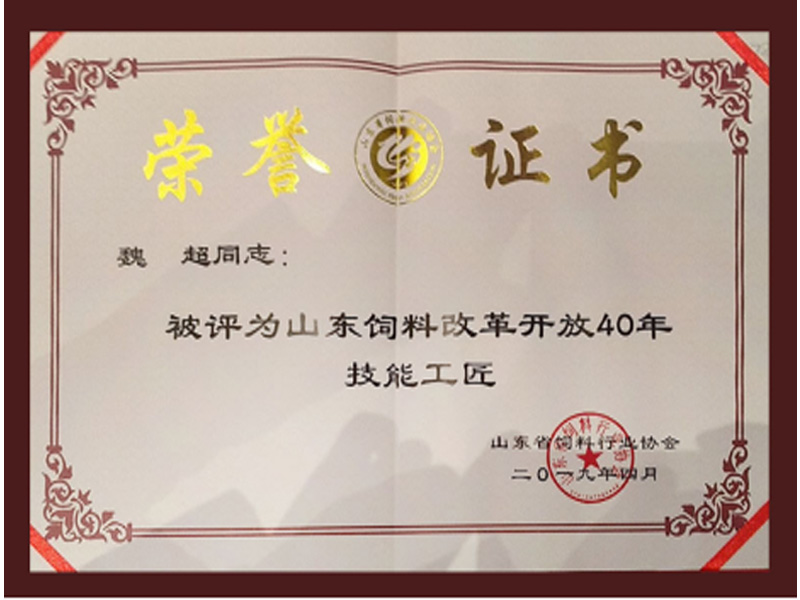 荣誉证书
魏 超同志：
被评为山东饲料改革开放40年
技能工匠
山东省饲料行业协会
二〇一九年四月